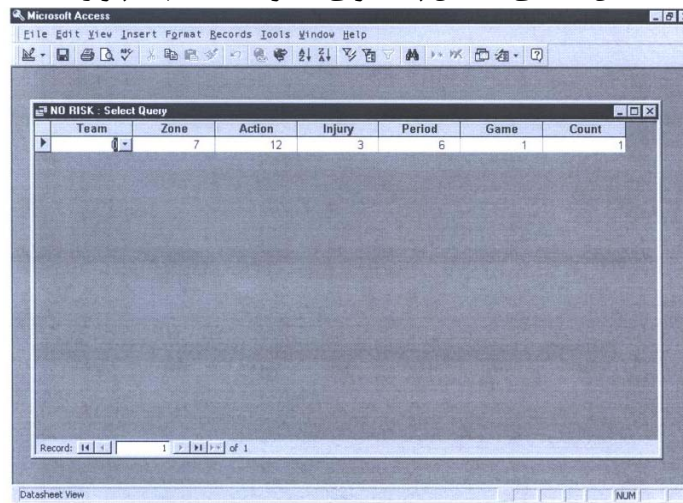 Microsoft Access
File Edit View Insert Format Records Tools Window Help
NO RISK : Select Query
Team Zone Action Injury Period Game Count
7 12 3 6 1 1
Record: 1 of 1
Datasheet View NUM